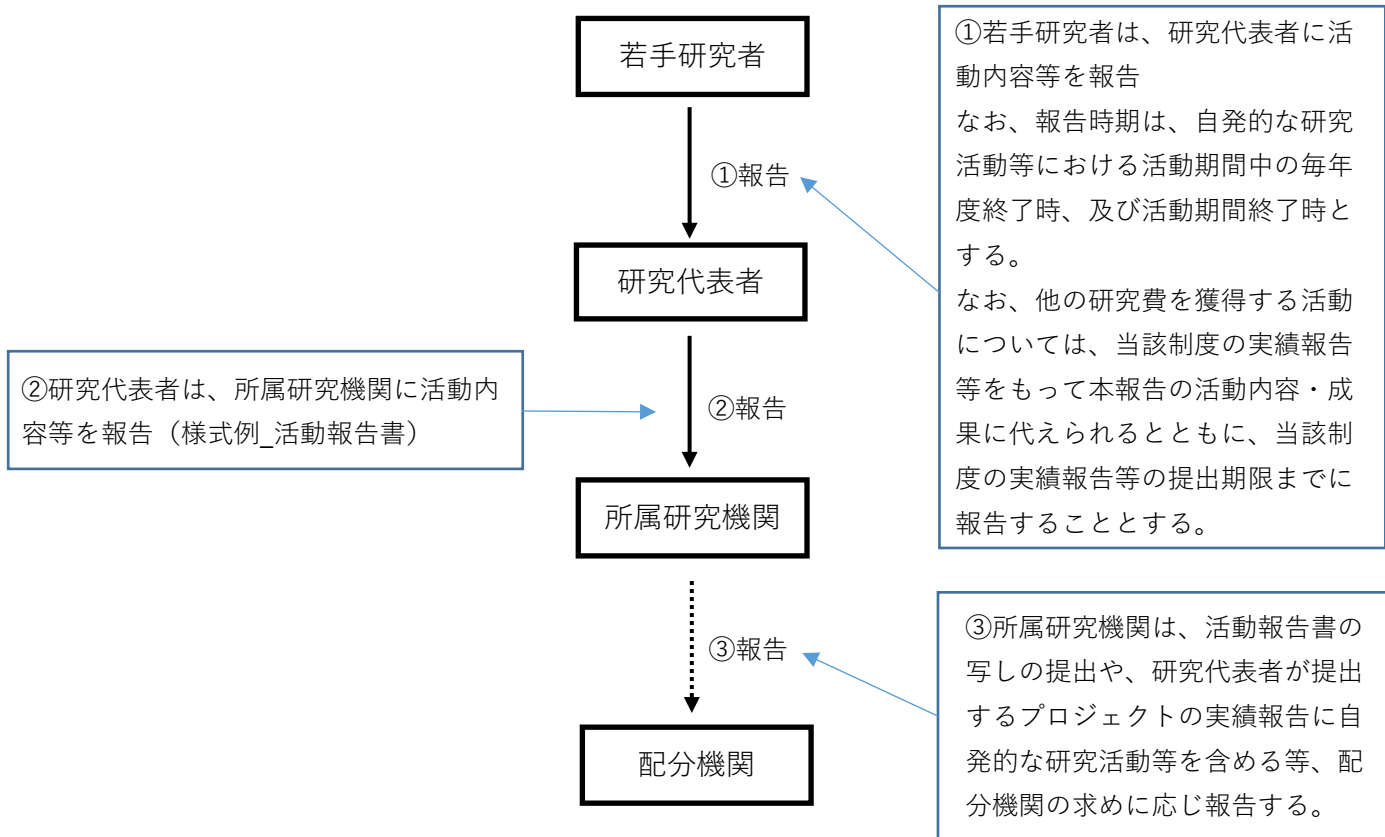 若手研究者
①報告
①若手研究者は、研究代表者に活
動内容等を報告
なお、報告時期は、自発的な研究
活動等における活動期間中の毎年
度終了時、及び活動期間終了時と
する。
なお、他の研究費を獲得する活動
については、当該制度の実績報告
等をもって本報告の活動内容・成
果に代えられるとともに、当該制
度の実績報告等の提出期限までに
報告することとする。
研究代表者
②研究代表者は、所属研究機関に活動内
容等を報告（様式例_活動報告書）
②報告
所属研究機関
③報告
③所属研究機関は、活動報告書の
写しの提出や、研究代表者が提出
するプロジェクトの実績報告に自
発的な研究活動等を含める等、配
分機関の求めに応じ報告する。
配分機関